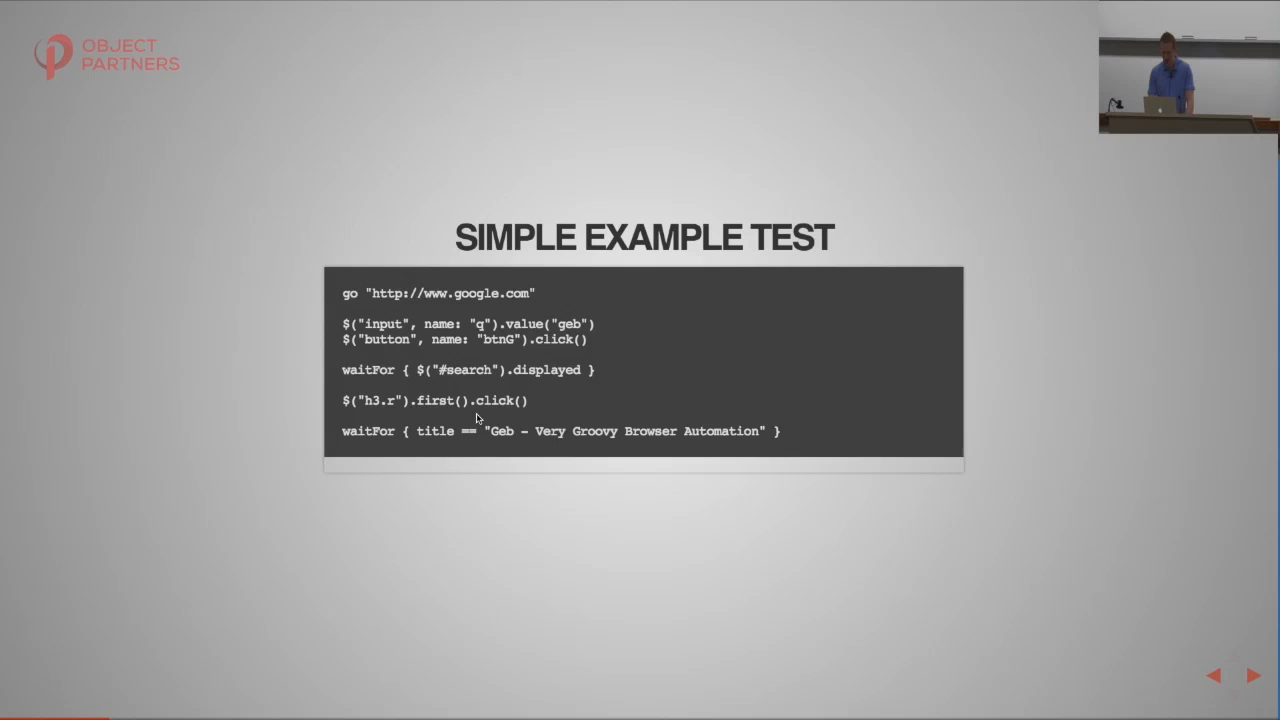 OBJECT
PARTNERS
SIMPLE EXAMPLE TEST
go "http://www.google.com"
$("input", name: "q").value("geb")
$("button", name: "btnG").click()
waitFor { $("#search").displayed }
$("h3.r").first().click()
waitFor { title == "Geb - Very Groovy Browser Automation" }